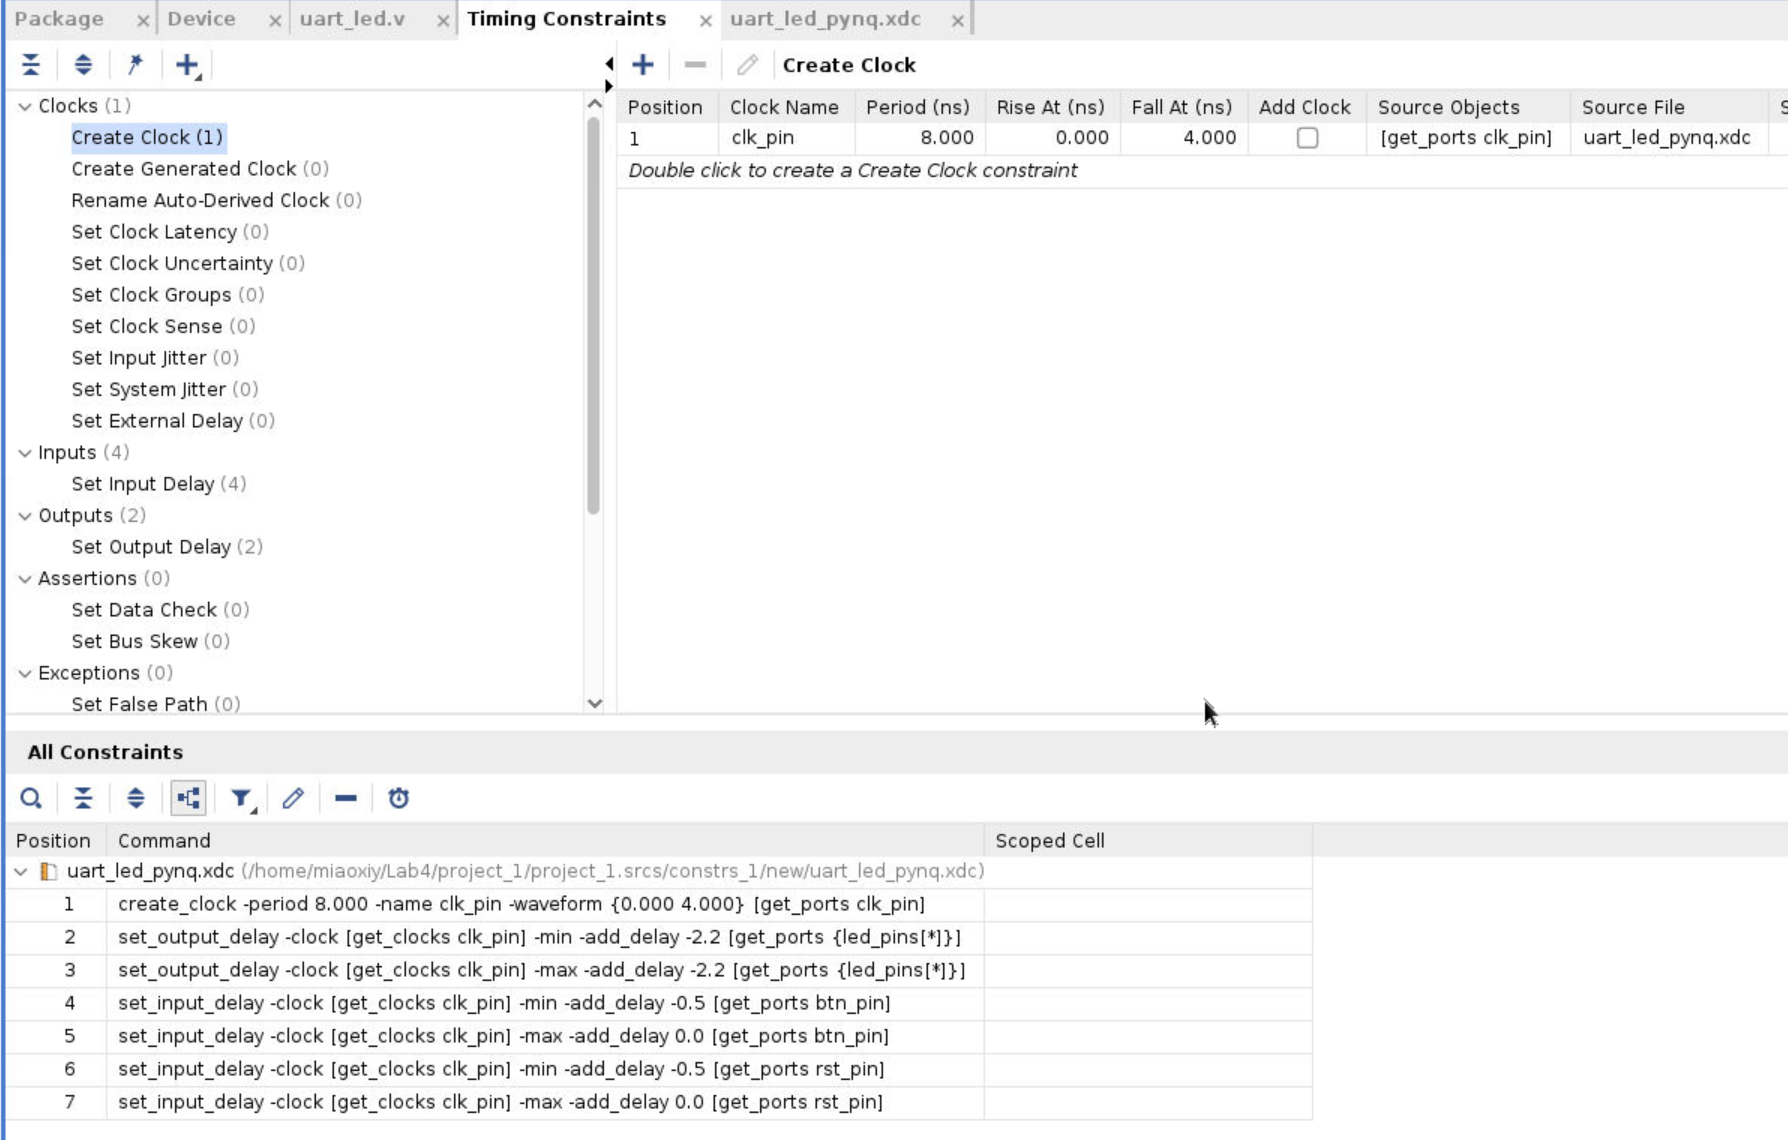 Package × Device × uart_led.v × Timing Constraints × uart_led_pynq.xdc ×
Create Clock
Clocks (1)
Create Clock (1)
Create Generated Clock (0)
Rename Auto-Derived Clock (0)
Set Clock Latency (0)
Set Clock Uncertainty (0)
Set Clock Groups (0)
Set Clock Sense (0)
Set Input Jitter (0)
Set System Jitter (0)
Set External Delay (0)
Inputs (4)
Set Input Delay (4)
Outputs (2)
Set Output Delay (2)
Assertions (0)
Set Data Check (0)
Set Bus Skew (0)
Exceptions (0)
Set False Path (0)
Position Clock Name Period (ns) Rise At (ns) Fall At (ns) Add Clock Source Objects Source File S
1 clk_pin 8.000 0.000 4.000 [get_ports clk_pin] uart_led_pynq.xdc
Double click to create a Create Clock constraint
All Constraints
Position Command Scoped Cell
uart_led_pynq.xdc (/home/miaoxiy/Lab4/project_1/project_1.srcs/constrs_1/new/uart_led_pynq.xdc)
1 create_clock -period 8.000 -name clk_pin -waveform {0.000 4.000} [get_ports clk_pin]
2 set_output_delay -clock [get_clocks clk_pin] -min -add_delay -2.2 [get_ports {led_pins[*]}]
3 set_output_delay -clock [get_clocks clk_pin] -max -add_delay -2.2 [get_ports {led_pins[*]}]
4 set_input_delay -clock [get_clocks clk_pin] -min -add_delay -0.5 [get_ports btn_pin]
5 set_input_delay -clock [get_clocks clk_pin] -max -add_delay 0.0 [get_ports btn_pin]
6 set_input_delay -clock [get_clocks clk_pin] -min -add_delay -0.5 [get_ports rst_pin]
7 set_input_delay -clock [get_clocks clk_pin] -max -add_delay 0.0 [get_ports rst_pin]